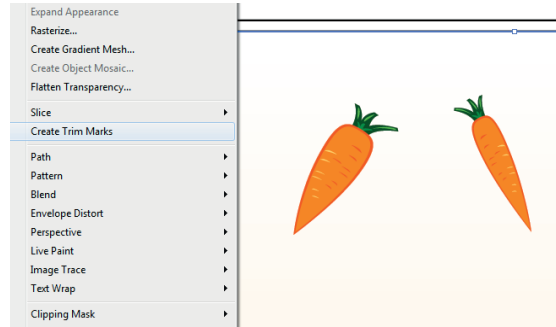 Expand Appearance
Rasterize...
Create Gradient Mesh...
Create Object Mosaic...
Flatten Transparency...
Slice
Create Trim Marks
Path
Pattern
Blend
Envelope Distort
Perspective
Live Paint
Image Trace
Text Wrap
Clipping Mask